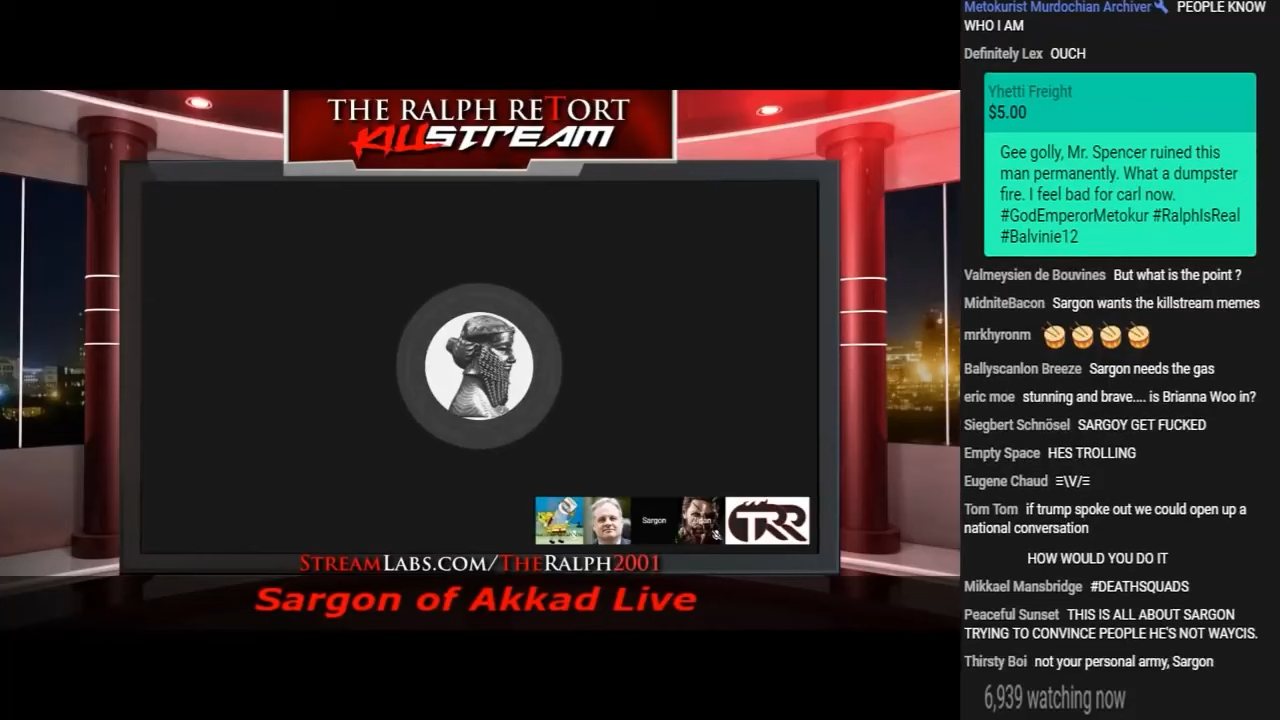 THE RALPH RETORT
KILLSTREAM
Sargon
TRR
STREAMLABS.COM/THERALPH2001
Sargon of Akkad Live
Metokurist Murdochian Archiver PEOPLE KNOW
WHO I AM
Definitely Lex OUCH
Yhetti Freight
$5.00
Gee golly, Mr. Spencer ruined this
man permanently. What a dumpster
fire. I feel bad for carl now.
#GodEmperorMetokur #RalphIsReal
#Balvinie12
Valmeysien de Bouvines But what is the point ?
MidniteBacon Sargon wants the killstream memes
mrkhyronm
Ballyscanlon Breeze Sargon needs the gas
eric moe stunning and brave.... is Brianna Woo in?
Siegbert Schnösel SARGOY GET FUCKED
Empty Space HES TROLLING
Eugene Chaud Ξ\V/Ξ
Tom Tom if trump spoke out we could open up a
national conversation
HOW WOULD YOU DO IT
Mikkael Mansbridge #DEATHSQUADS
Peaceful Sunset THIS IS ALL ABOUT SARGON
TRYING TO CONVINCE PEOPLE HE'S NOT WAYCIS.
Thirsty Boi not your personal army, Sargon
6,939 watching now